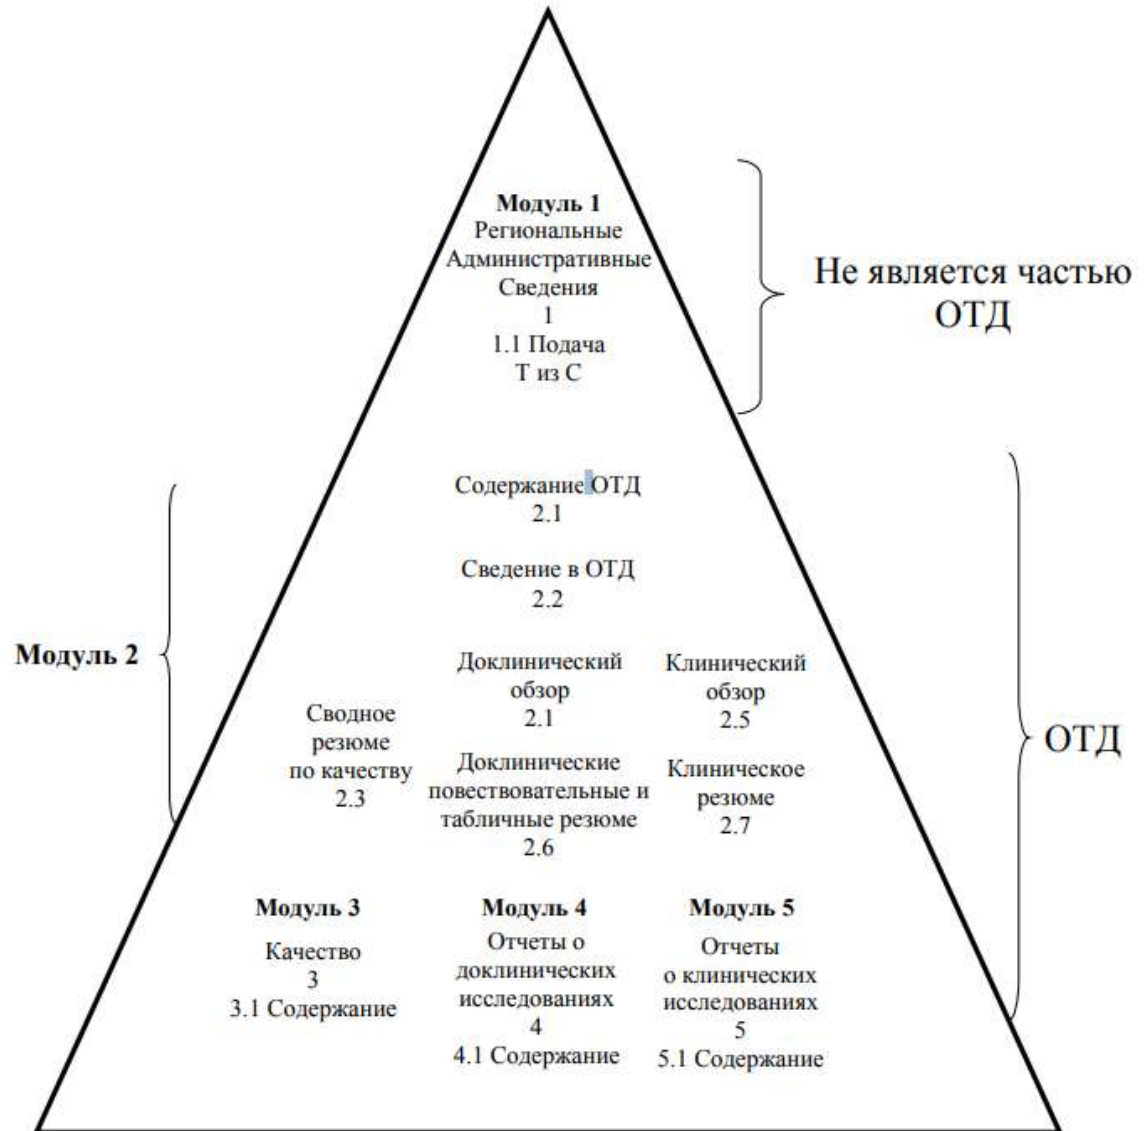 Модуль 1
Региональные
Административные
Сведения
1
1.1 Подача
Т из С
Не является частью
ОТД
Содержание ОТД
2.1
Сведение в ОТД
2.2
Модуль 2
Доклинический
обзор
2.1
Клинический
обзор
2.5
Сводное
резюме
по качеству
2.3
Доклинические
повествовательные и
табличные резюме
2.6
Клиническое
резюме
2.7
ОТД
Модуль 3
Качество
3
3.1 Содержание
Модуль 4
Отчеты о
доклинических
исследованиях
4
4.1 Содержание
Модуль 5
Отчеты
о клинических
исследованиях
5
5.1 Содержание